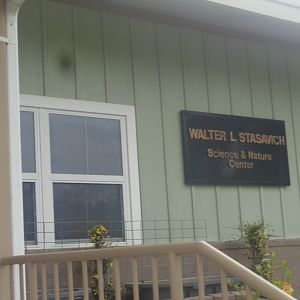 WALTER L. STASAVICH
Science & Nature
Center